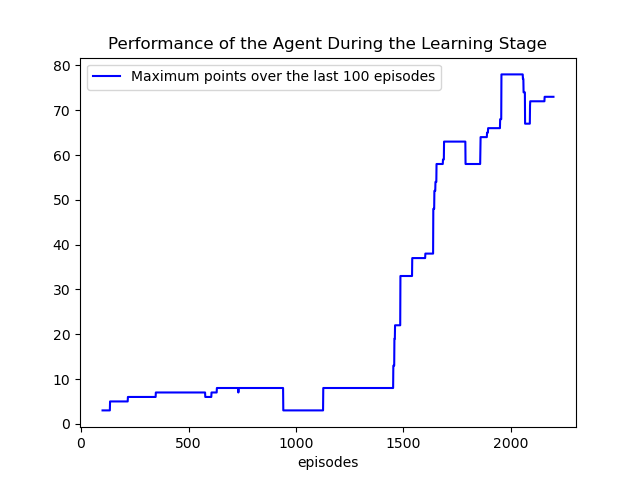 Performance of the Agent During the Learning Stage
Maximum points over the last 100 episodes
80
70
60
50
40
30
20
10
0
0 500 1000 1500 2000
episodes